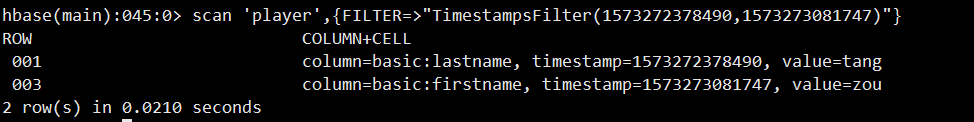 hbase(main):045:0> scan 'player',{FILTER=>"TimestampsFilter(1573272378490,1573081747)"}
ROW COLUMN+CELL
001 column=basic:lastname, timestamp=1573272378490, value=tang
003 column=basic:firstname, timestamp=1573273081747, value=zou
2 row(s) in 0.0210 seconds